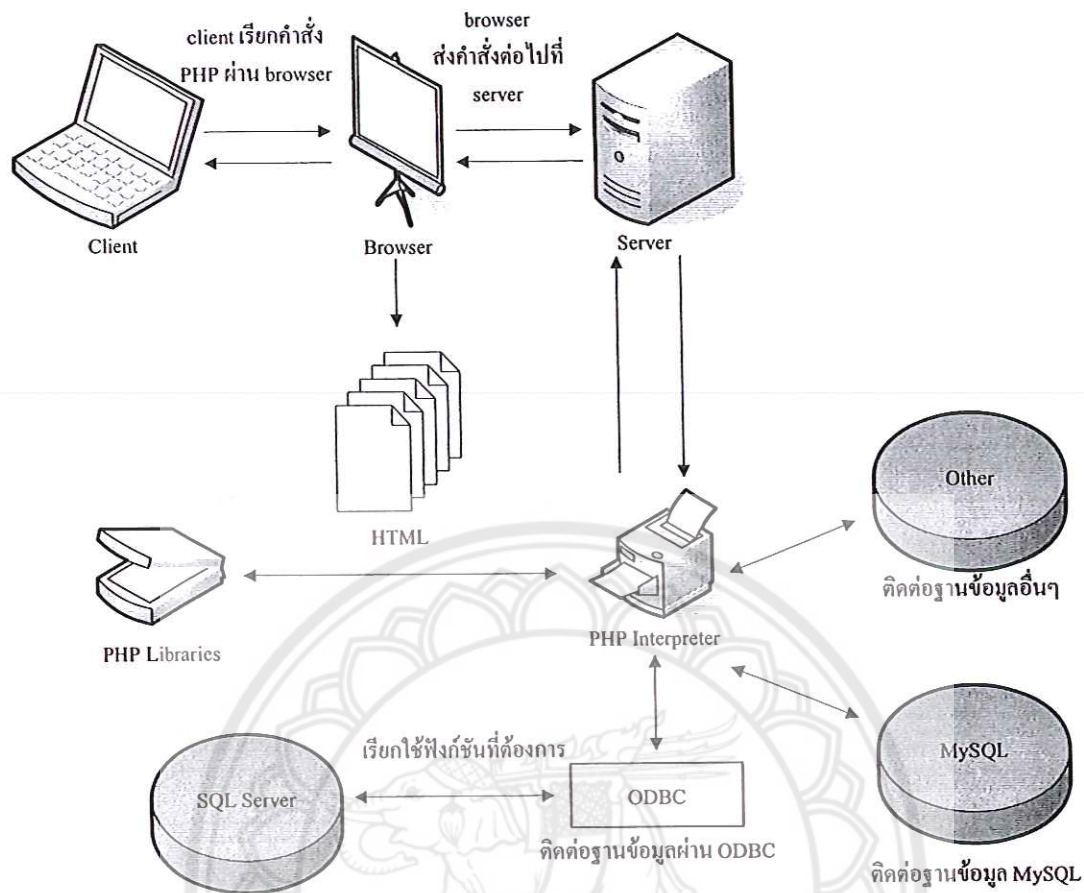 client เรียกคำสั่ง
PHP ผ่าน browser
browser
ส่งคำสั่งต่อไปที่
server
Client
Browser
Server
HTML
Other
ติดต่อฐานข้อมูลอื่นๆ
PHP Libraries
PHP Interpreter
เรียกใช้ฟังก์ชันที่ต้องการ
SQL Server
ODBC
ติดต่อฐานข้อมูลผ่าน ODBC
MySQL
ติดต่อฐานข้อมูล MySQL